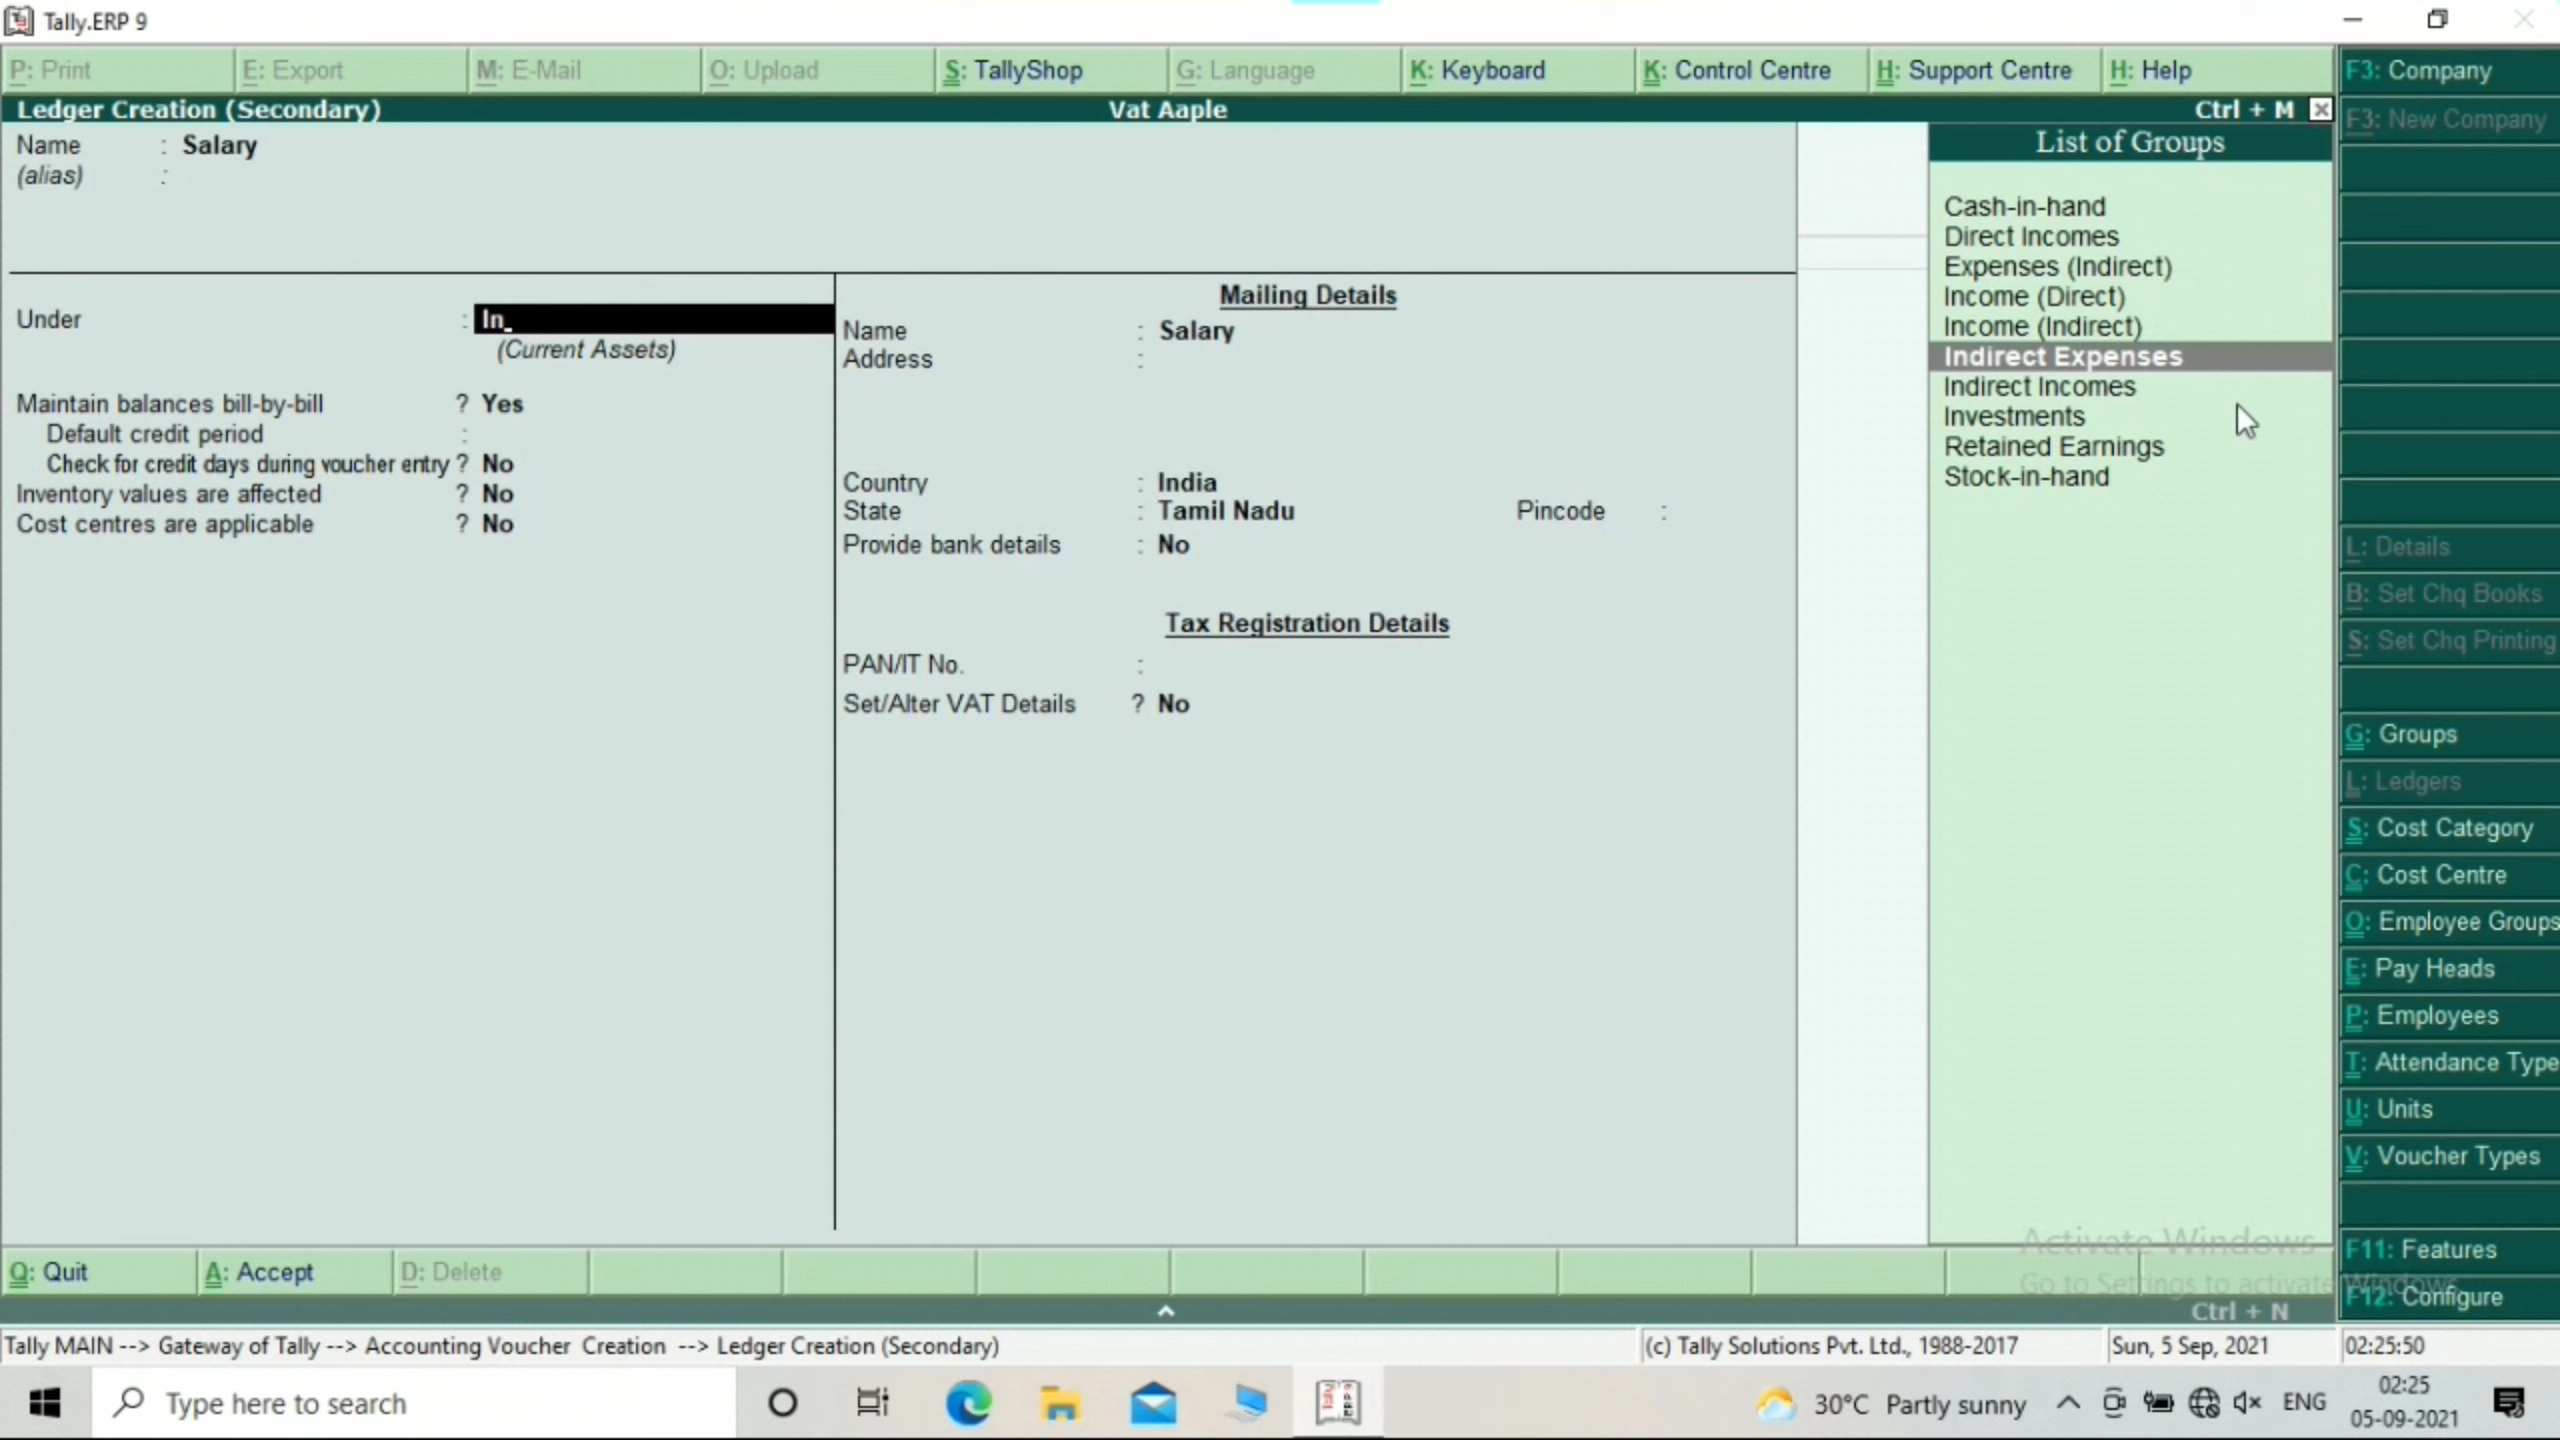 Tally.ERP 9
P: Print E: Export M: E-Mail O: Upload S: TallyShop G: Language K: Keyboard K: Control Centre H: Support Centre H: Help
F3: Company
Ledger Creation (Secondary) Vat Aaple Ctrl + M
F3: New Company
Name : Salary
(alias) :
List of Groups
Cash-in-hand
Direct Incomes
Expenses (Indirect)
Income (Direct)
Income (Indirect)
Indirect Expenses
Indirect Incomes
Investments
Retained Earnings
Stock-in-hand
Under : In_
(Current Assets)
Maintain balances bill-by-bill ? Yes
Default credit period :
Check for credit days during voucher entry ? No
Inventory values are affected ? No
Cost centres are applicable ? No
Mailing Details
Name : Salary
Address :
Country : India
State : Tamil Nadu Pincode :
Provide bank details : No
Tax Registration Details
PAN/IT No. :
Set/Alter VAT Details ? No
L: Details
B: Set Chq Books
S: Set Chq Printing
G: Groups
L: Ledgers
S: Cost Category
C: Cost Centre
O: Employee Groups
E: Pay Heads
P: Employees
T: Attendance Type
U: Units
V: Voucher Types
F11: Features
F12: Configure
Activate Windows
Go to Settings to activate Windows.
Q: Quit A: Accept D: Delete
Ctrl + N
Tally MAIN --> Gateway of Tally --> Accounting Voucher Creation --> Ledger Creation (Secondary) (c) Tally Solutions Pvt. Ltd., 1988-2017 Sun, 5 Sep, 2021 02:25:50
Type here to search 30°C Partly sunny ENG 02:25
05-09-2021